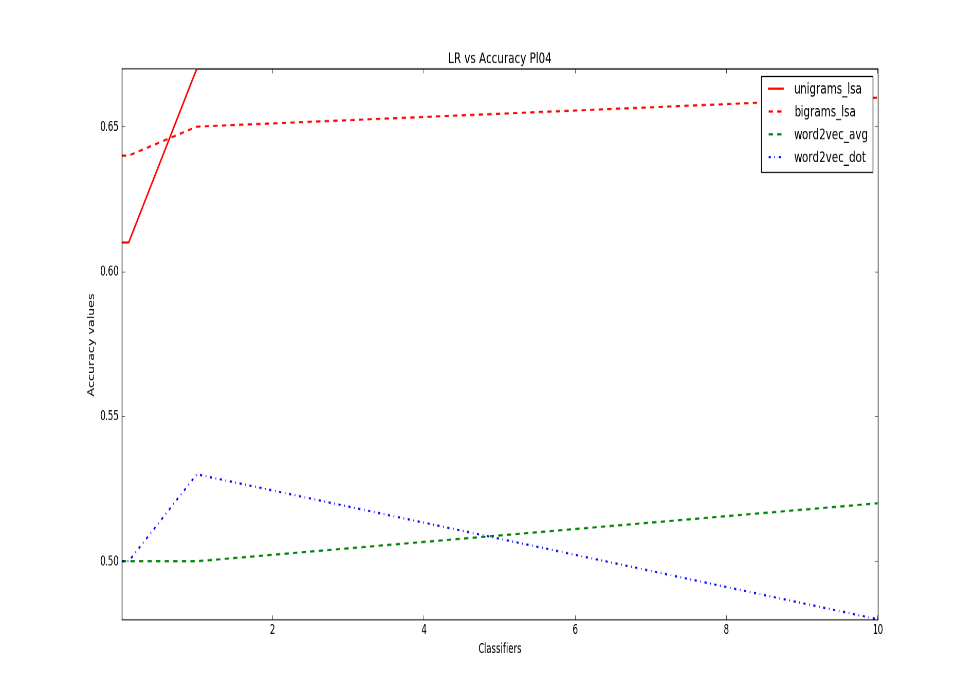 LR vs Accuracy Pl04
unigrams_lsa
bigrams_lsa
word2vec_avg
word2vec_dot
0.65
0.60
0.55
0.50
Accuracy values
2 4 6 8 10
Classifiers